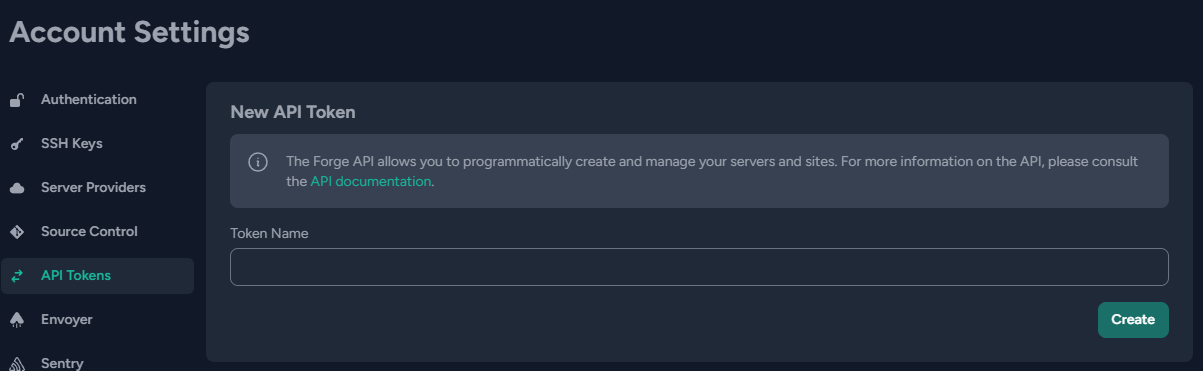 Account Settings
Authentication
SSH Keys
Server Providers
Source Control
API Tokens
Envoyer
Sentry
New API Token
The Forge API allows you to programmatically create and manage your servers and sites. For more information on the API, please consult
the API documentation.
Token Name
Create